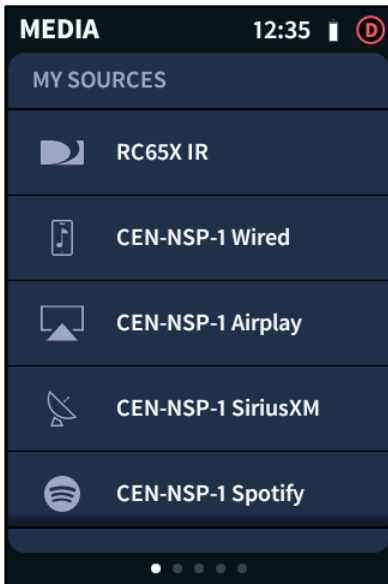 MEDIA 12:35 D
MY SOURCES
RC65X IR
CEN-NSP-1 Wired
CEN-NSP-1 Airplay
CEN-NSP-1 SiriusXM
CEN-NSP-1 Spotify